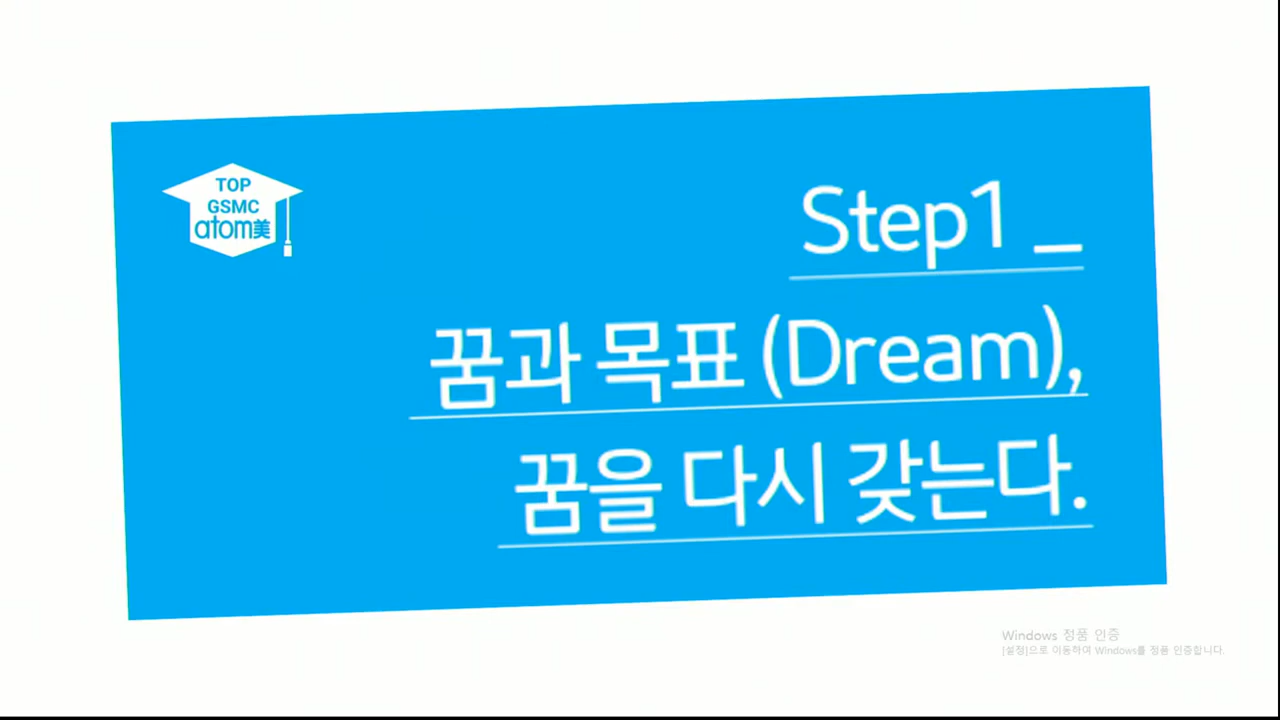 TOP
GSMC
atom美
Step1 _
꿈과 목표 (Dream),
꿈을 다시 갖는다.
Windows 정품 인증
[설정]으로 이동하여 Windows를 정품 인증합니다.